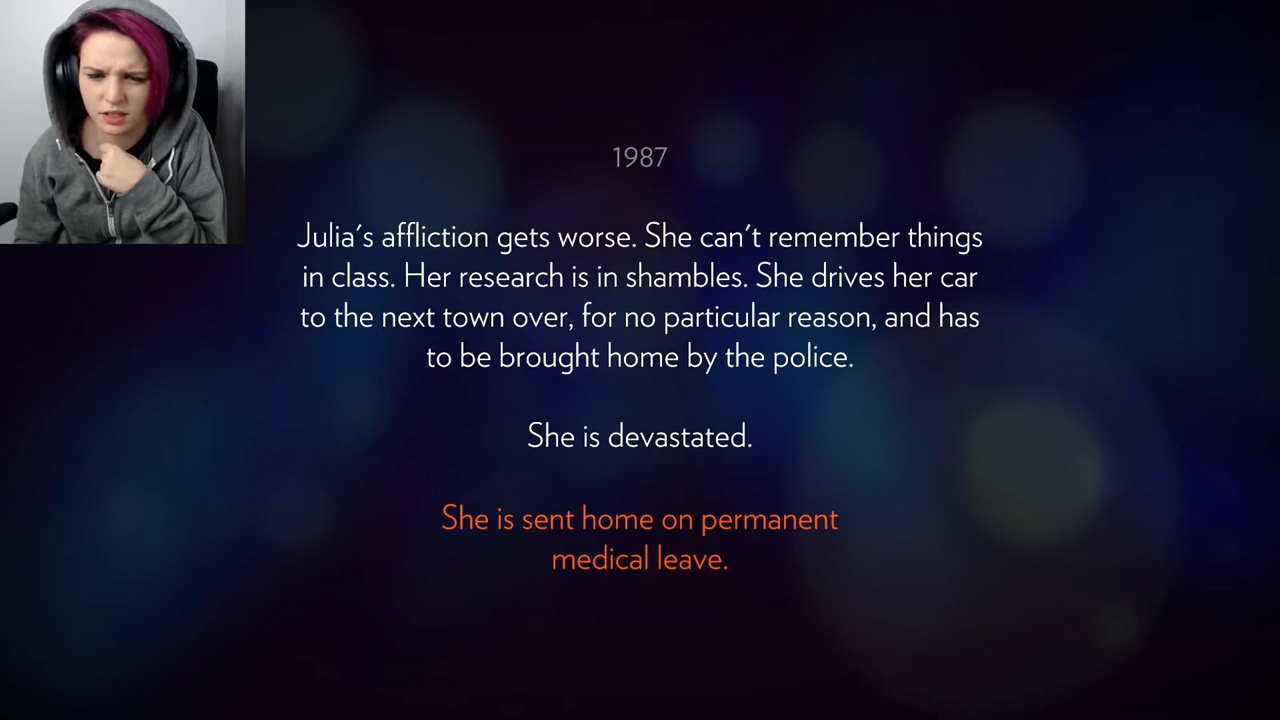 1987
Julia's affliction gets worse. She can't remember things
in class. Her research is in shambles. She drives her car
to the next town over, for no particular reason, and has
to be brought home by the police.
She is devastated.
She is sent home on permanent
medical leave.